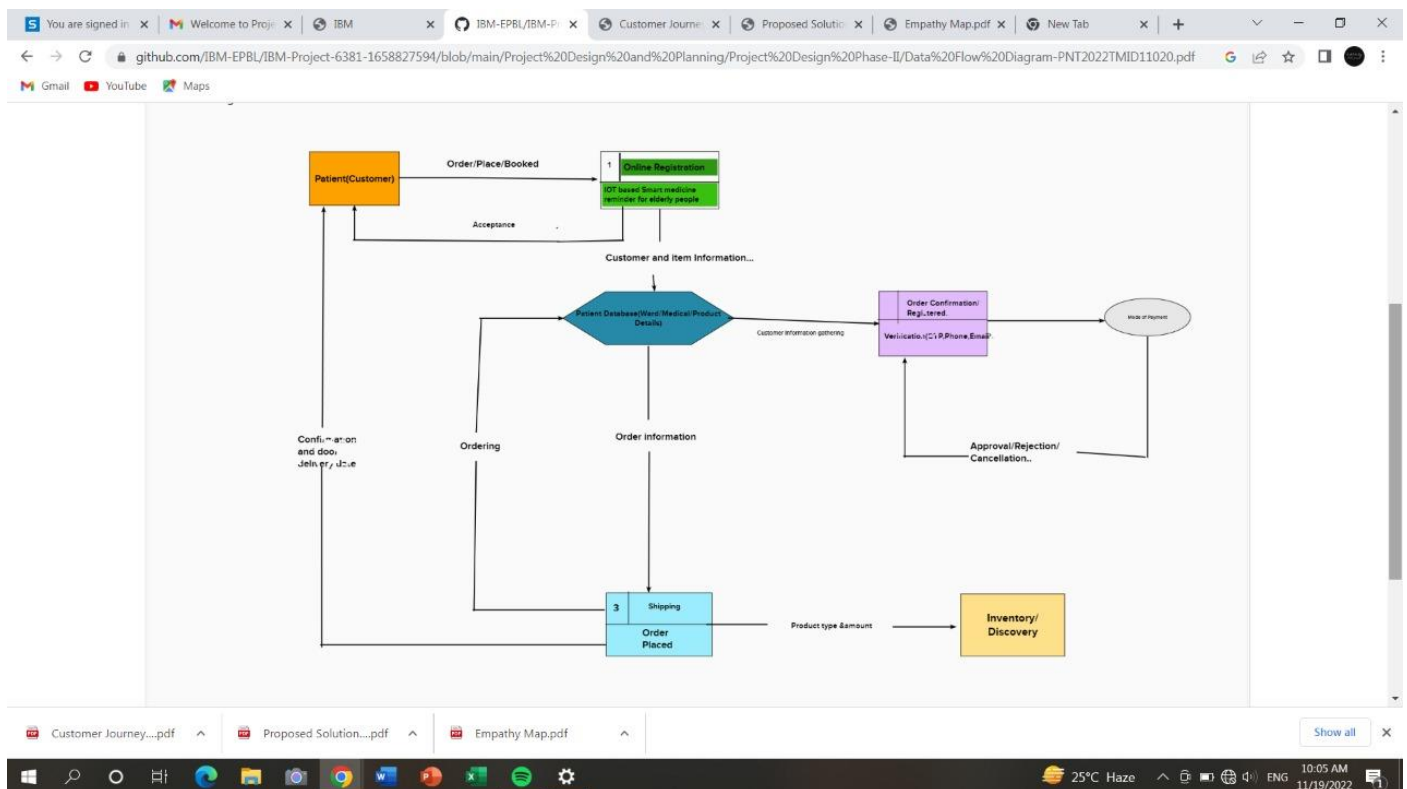 You are signed in
Welcome to Proje
IBM
IBM-EPBL/IBM-Pr
Customer Journe
Proposed Solutio
Empathy Map.pdf
New Tab
github.com/IBM-EPBL/IBM-Project-6381-1658827594/blob/main/Project%20Design%20and%20Planning/Project%20Design%20Phase-II/Data%20Flow%20Diagram-PNT2022TMID11020.pdf
Gmail
YouTube
Maps
Patient(Customer)
Order/Place/Booked
1
Online Registration
IOT based Smart medicine
reminder for elderly people
Acceptance
Customer and item Information...
Patient Database(Ward/Medical/Product
Details)
Customer Information gathering
Order Confirmation/
Mode of Payment
and door
Ordering
Order information
Approval/Rejection/
Cancellation..
3
Shipping
Order
Placed
Product type &amount
Inventory/
Discovery
Customer Journey....pdf
Proposed Solution....pdf
Empathy Map.pdf
Show all
25°C Haze
ENG
10:05 AM
11/19/2022